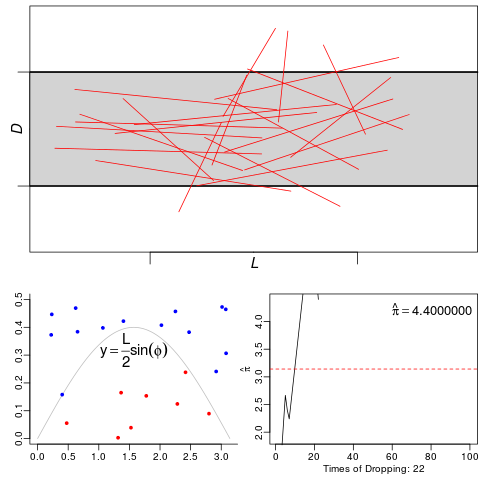 D
L
0.5
0.4
0.3
0.2
0.1
0.0
y = L/2 sin(ϕ)
0.0 0.5 1.0 1.5 2.0 2.5 3.0
π̂ = 4.4000000
4.0
3.5
3.0
2.5
2.0
π̂
0 20 40 60 80 100
Times of Dropping: 22